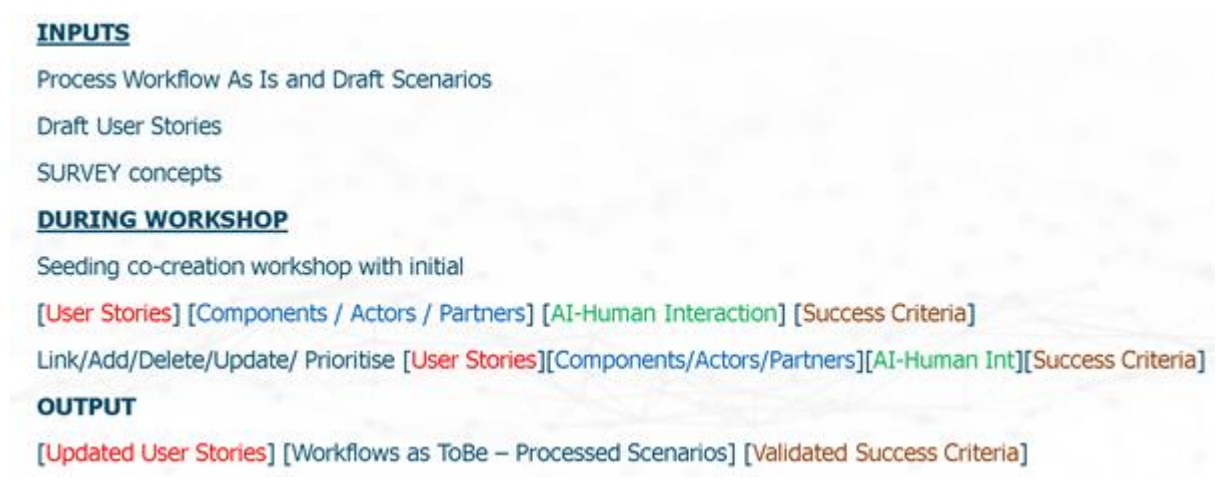 INPUTS
Process Workflow As Is and Draft Scenarios
Draft User Stories
SURVEY concepts
DURING WORKSHOP
Seeding co-creation workshop with initial
[User Stories] [Components / Actors / Partners] [AI-Human Interaction] [Success Criteria]
Link/Add/Delete/Update/ Prioritise [User Stories][Components/Actors/Partners][AI-Human Int][Success Criteria]
OUTPUT
[Updated User Stories] [Workflows as ToBe – Processed Scenarios] [Validated Success Criteria]